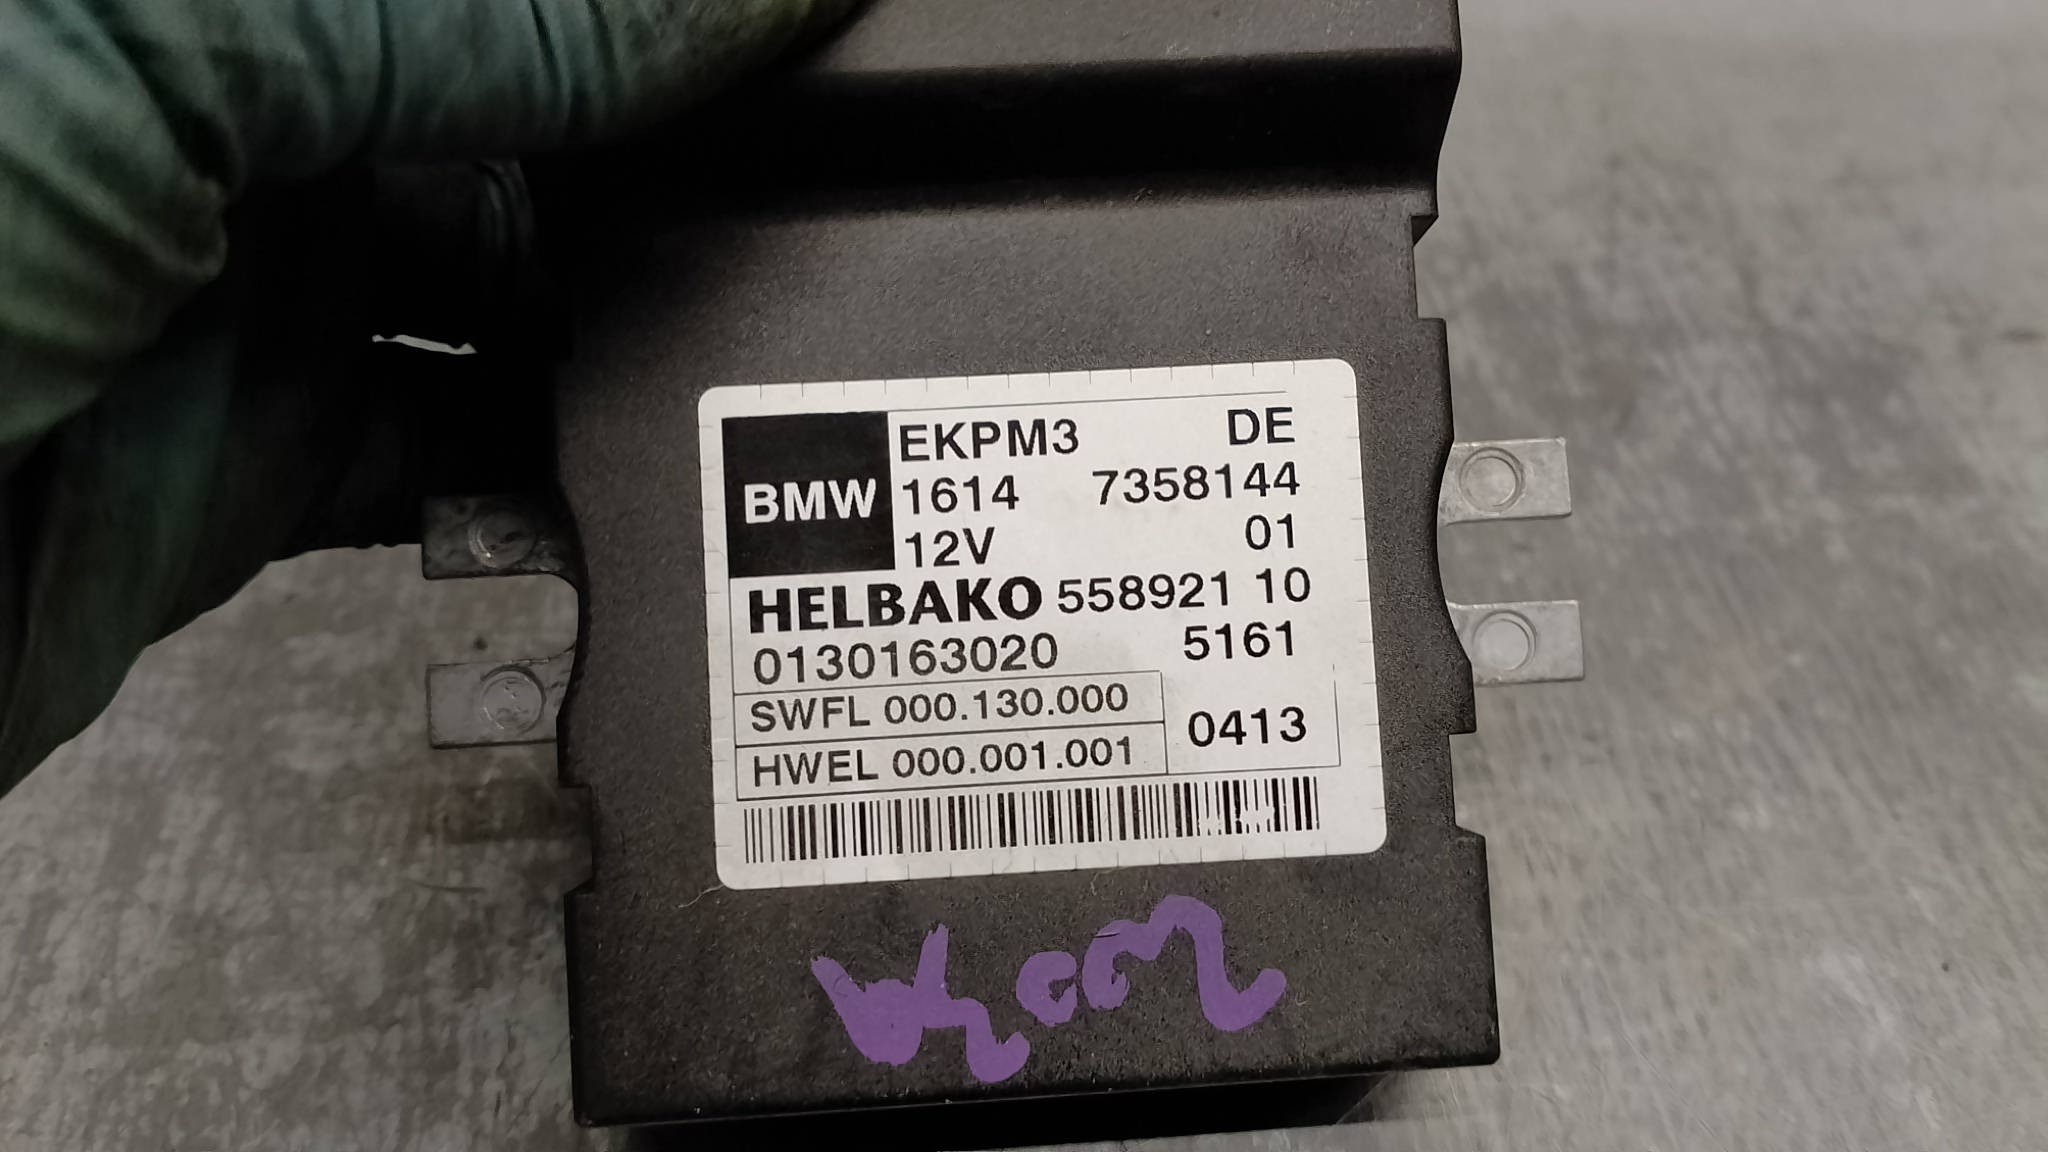 BMW
EKPM3 DE
1614 7358144
12V 01
HELBAKO 558921 10
0130163020 5161
SWFL 000.130.000
HWEL 000.001.001
0413